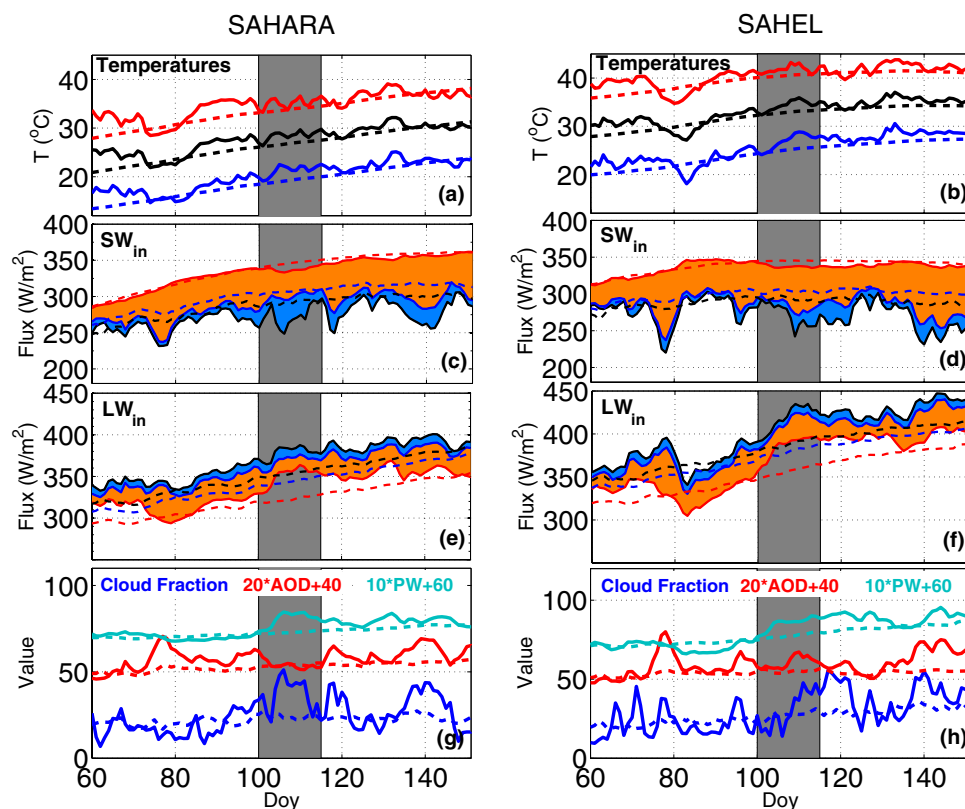 SAHARA
SAHEL
Temperatures
T (°C)
40
30
20
(a)
Temperatures
T (°C)
40
30
20
(b)
SWin
Flux (W/m²)
400
350
300
250
200
(c)
SWin
Flux (W/m²)
400
350
300
250
200
(d)
LWin
Flux (W/m²)
450
400
350
300
(e)
LWin
Flux (W/m²)
450
400
350
300
(f)
Cloud Fraction 20*AOD+40 10*PW+60
Value
100
50
0
(g)
60 80 100 120 140
Doy
Cloud Fraction 20*AOD+40 10*PW+60
Value
100
50
0
(h)
60 80 100 120 140
Doy